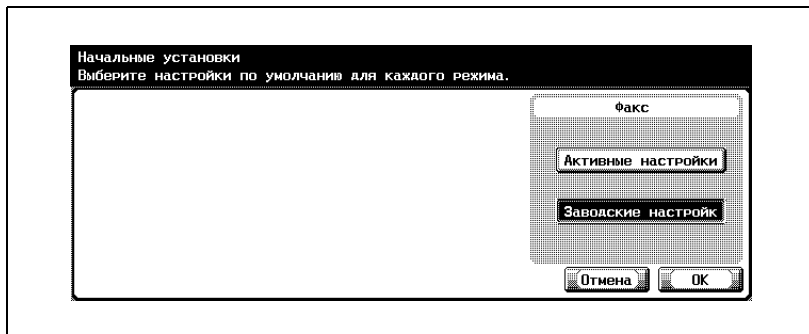 Начальные установки
Выберите настройки по умолчанию для каждого режима.
Факс
Активные настройки
Заводские настройк
Отмена
OK